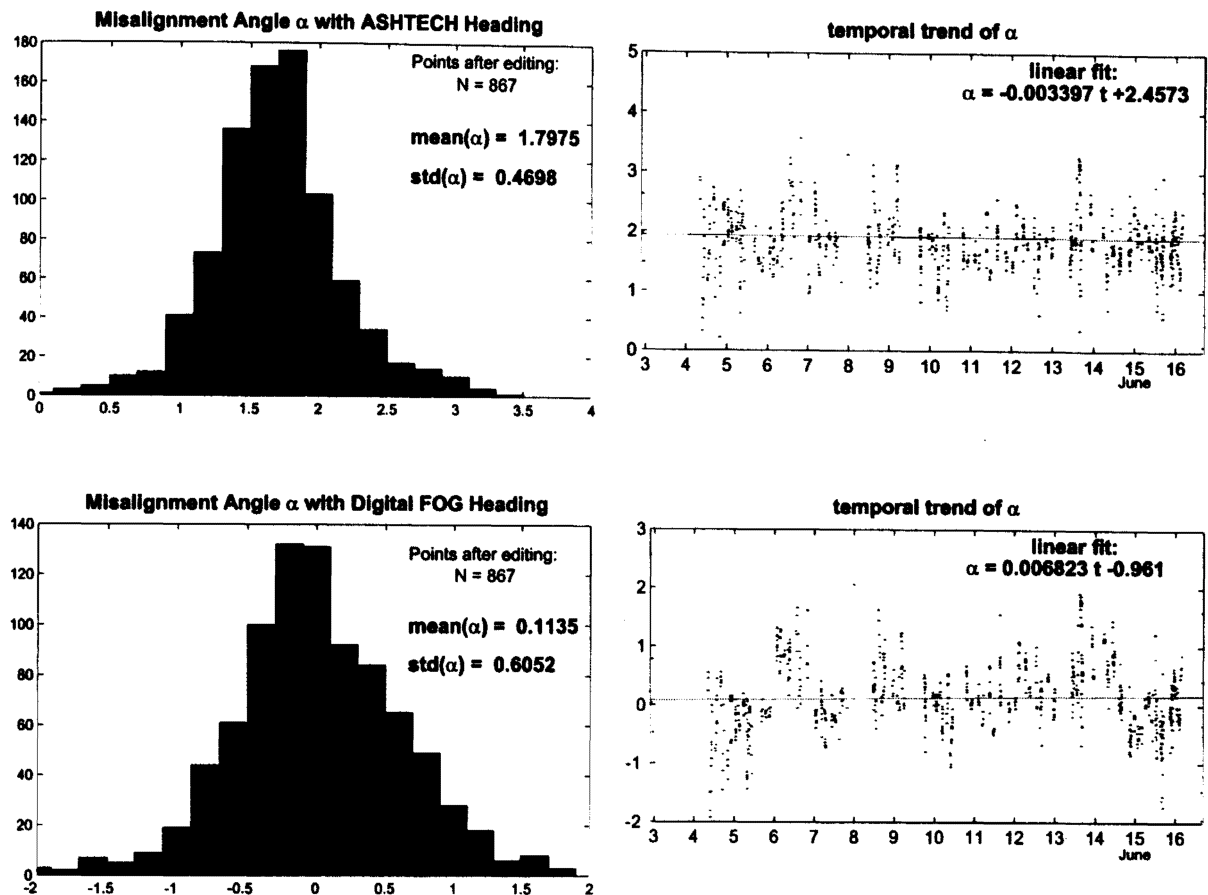 Misalignment Angle α with ASHTECH Heading
180
160
140
120
100
80
60
40
20
0
Points after editing:
N = 867
mean(α) = 1.7975
std(α) = 0.4698
0 0.5 1 1.5 2 2.5 3 3.5 4
temporal trend of α
5
4
3
2
1
0
linear fit:
α = -0.003397 t +2.4573
3 4 5 6 7 8 9 10 11 12 13 14 15 16
June
Misalignment Angle α with Digital FOG Heading
140
120
100
80
60
40
20
0
Points after editing:
N = 867
mean(α) = 0.1135
std(α) = 0.6052
-2 -1.5 -1 -0.5 0 0.5 1 1.5 2
temporal trend of α
3
2
1
0
-1
-2
linear fit:
α = 0.006823 t -0.961
3 4 5 6 7 8 9 10 11 12 13 14 15 16
June